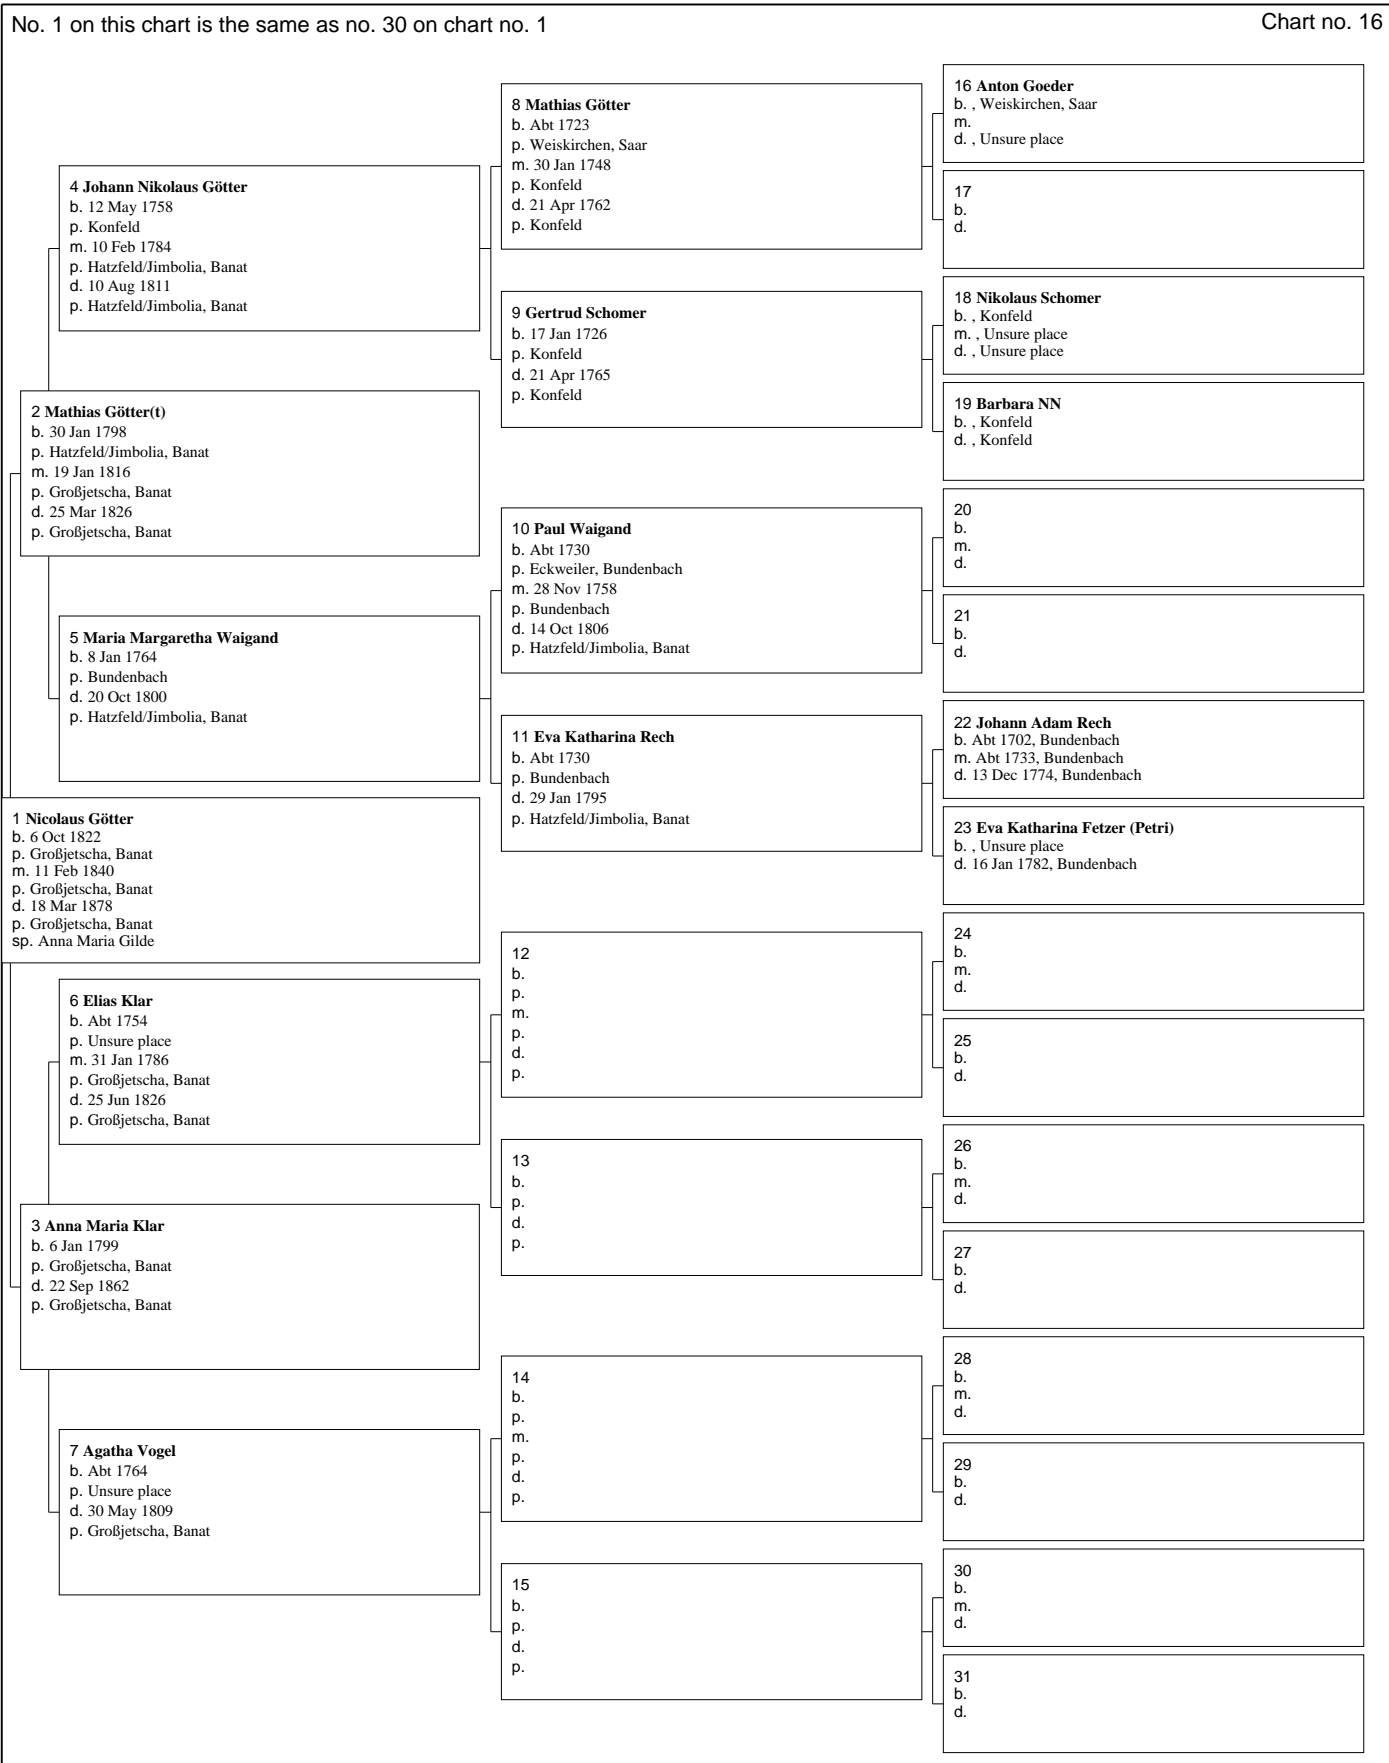 No. 1 on this chart is the same as no. 30 on chart no. 1
Chart no. 16
16 Anton Goeder
b. , Weiskirchen, Saar
m.
d. , Unsure place
8 Mathias Götter
b. Abt 1723
p. Weiskirchen, Saar
m. 30 Jan 1748
p. Konfeld
d. 21 Apr 1762
p. Konfeld
17
b.
d.
4 Johann Nikolaus Götter
b. 12 May 1758
p. Konfeld
m. 10 Feb 1784
p. Hatzfeld/Jimbolia, Banat
d. 10 Aug 1811
p. Hatzfeld/Jimbolia, Banat
18 Nikolaus Schomer
b. , Konfeld
m. , Unsure place
d. , Unsure place
9 Gertrud Schomer
b. 17 Jan 1726
p. Konfeld
d. 21 Apr 1765
p. Konfeld
19 Barbara NN
b. , Konfeld
d. , Konfeld
2 Mathias Götter(t)
b. 30 Jan 1798
p. Hatzfeld/Jimbolia, Banat
m. 19 Jan 1816
p. Großjetscha, Banat
d. 25 Mar 1826
p. Großjetscha, Banat
20
b.
m.
d.
10 Paul Waigand
b. Abt 1730
p. Eckweiler, Bundenbach
m. 28 Nov 1758
p. Bundenbach
d. 14 Oct 1806
p. Hatzfeld/Jimbolia, Banat
21
b.
d.
5 Maria Margaretha Waigand
b. 8 Jan 1764
p. Bundenbach
d. 20 Oct 1800
p. Hatzfeld/Jimbolia, Banat
22 Johann Adam Rech
b. Abt 1702, Bundenbach
m. Abt 1733, Bundenbach
d. 13 Dec 1774, Bundenbach
11 Eva Katharina Rech
b. Abt 1730
p. Bundenbach
d. 29 Jan 1795
p. Hatzfeld/Jimbolia, Banat
23 Eva Katharina Fetzer (Petri)
b. , Unsure place
d. 16 Jan 1782, Bundenbach
1 Nicolaus Götter
b. 6 Oct 1822
p. Großjetscha, Banat
m. 11 Feb 1840
p. Großjetscha, Banat
d. 18 Mar 1878
p. Großjetscha, Banat
sp. Anna Maria Gilde
24
b.
m.
d.
12
b.
p.
m.
p.
d.
p.
25
b.
d.
6 Elias Klar
b. Abt 1754
p. Unsure place
m. 31 Jan 1786
p. Großjetscha, Banat
d. 25 Jun 1826
p. Großjetscha, Banat
26
b.
m.
d.
13
b.
p.
d.
p.
27
b.
d.
3 Anna Maria Klar
b. 6 Jan 1799
p. Großjetscha, Banat
d. 22 Sep 1862
p. Großjetscha, Banat
28
b.
m.
d.
14
b.
p.
m.
p.
d.
p.
29
b.
d.
7 Agatha Vogel
b. Abt 1764
p. Unsure place
d. 30 May 1809
p. Großjetscha, Banat
30
b.
m.
d.
15
b.
p.
d.
p.
31
b.
d.